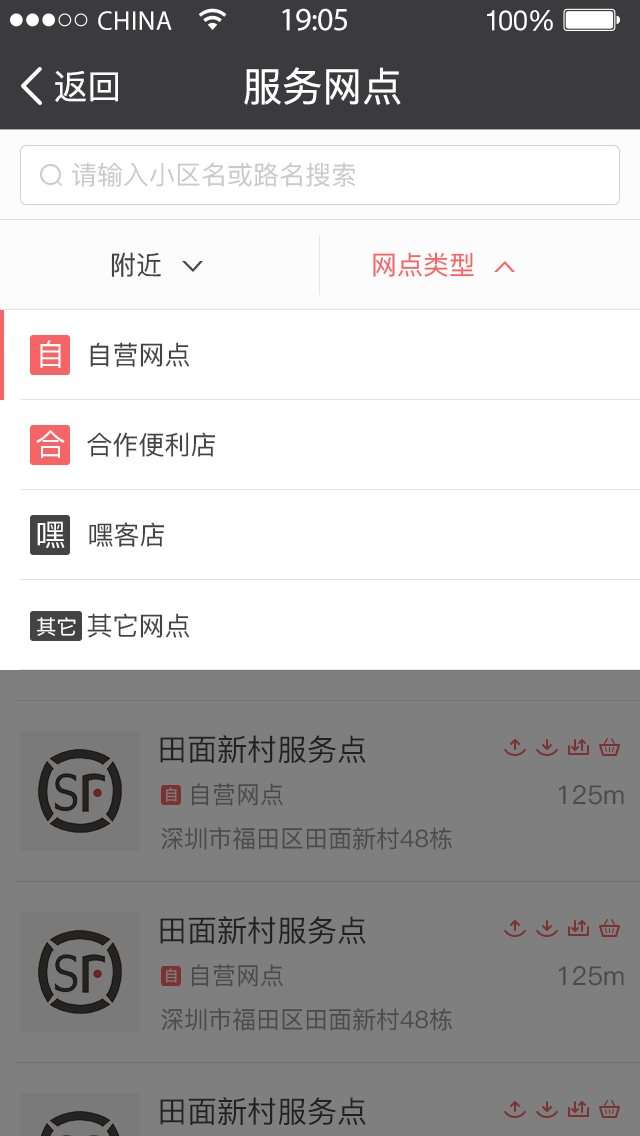 CHINA 19:05 100%
返回 服务网点
请输入小区名或路名搜索
附近 网点类型
自 自营网点
合 合作便利店
嘿 嘿客店
其它 其它网点
田面新村服务点
SF 自 自营网点 125m
深圳市福田区田面新村48栋
田面新村服务点
SF 自 自营网点 125m
深圳市福田区田面新村48栋
田面新村服务点